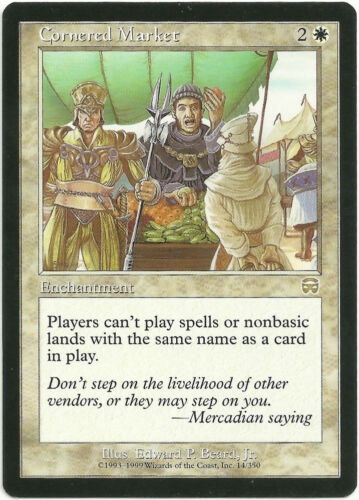 Cornered Market 2
Enchantment
Players can't play spells or nonbasic
lands with the same name as a card
in play.
Don't step on the livelihood of other
vendors, or they may step on you.
—Mercadian saying
Illus. Edward P. Beard, Jr.
©1993–1999 Wizards of the Coast, Inc. 14/350